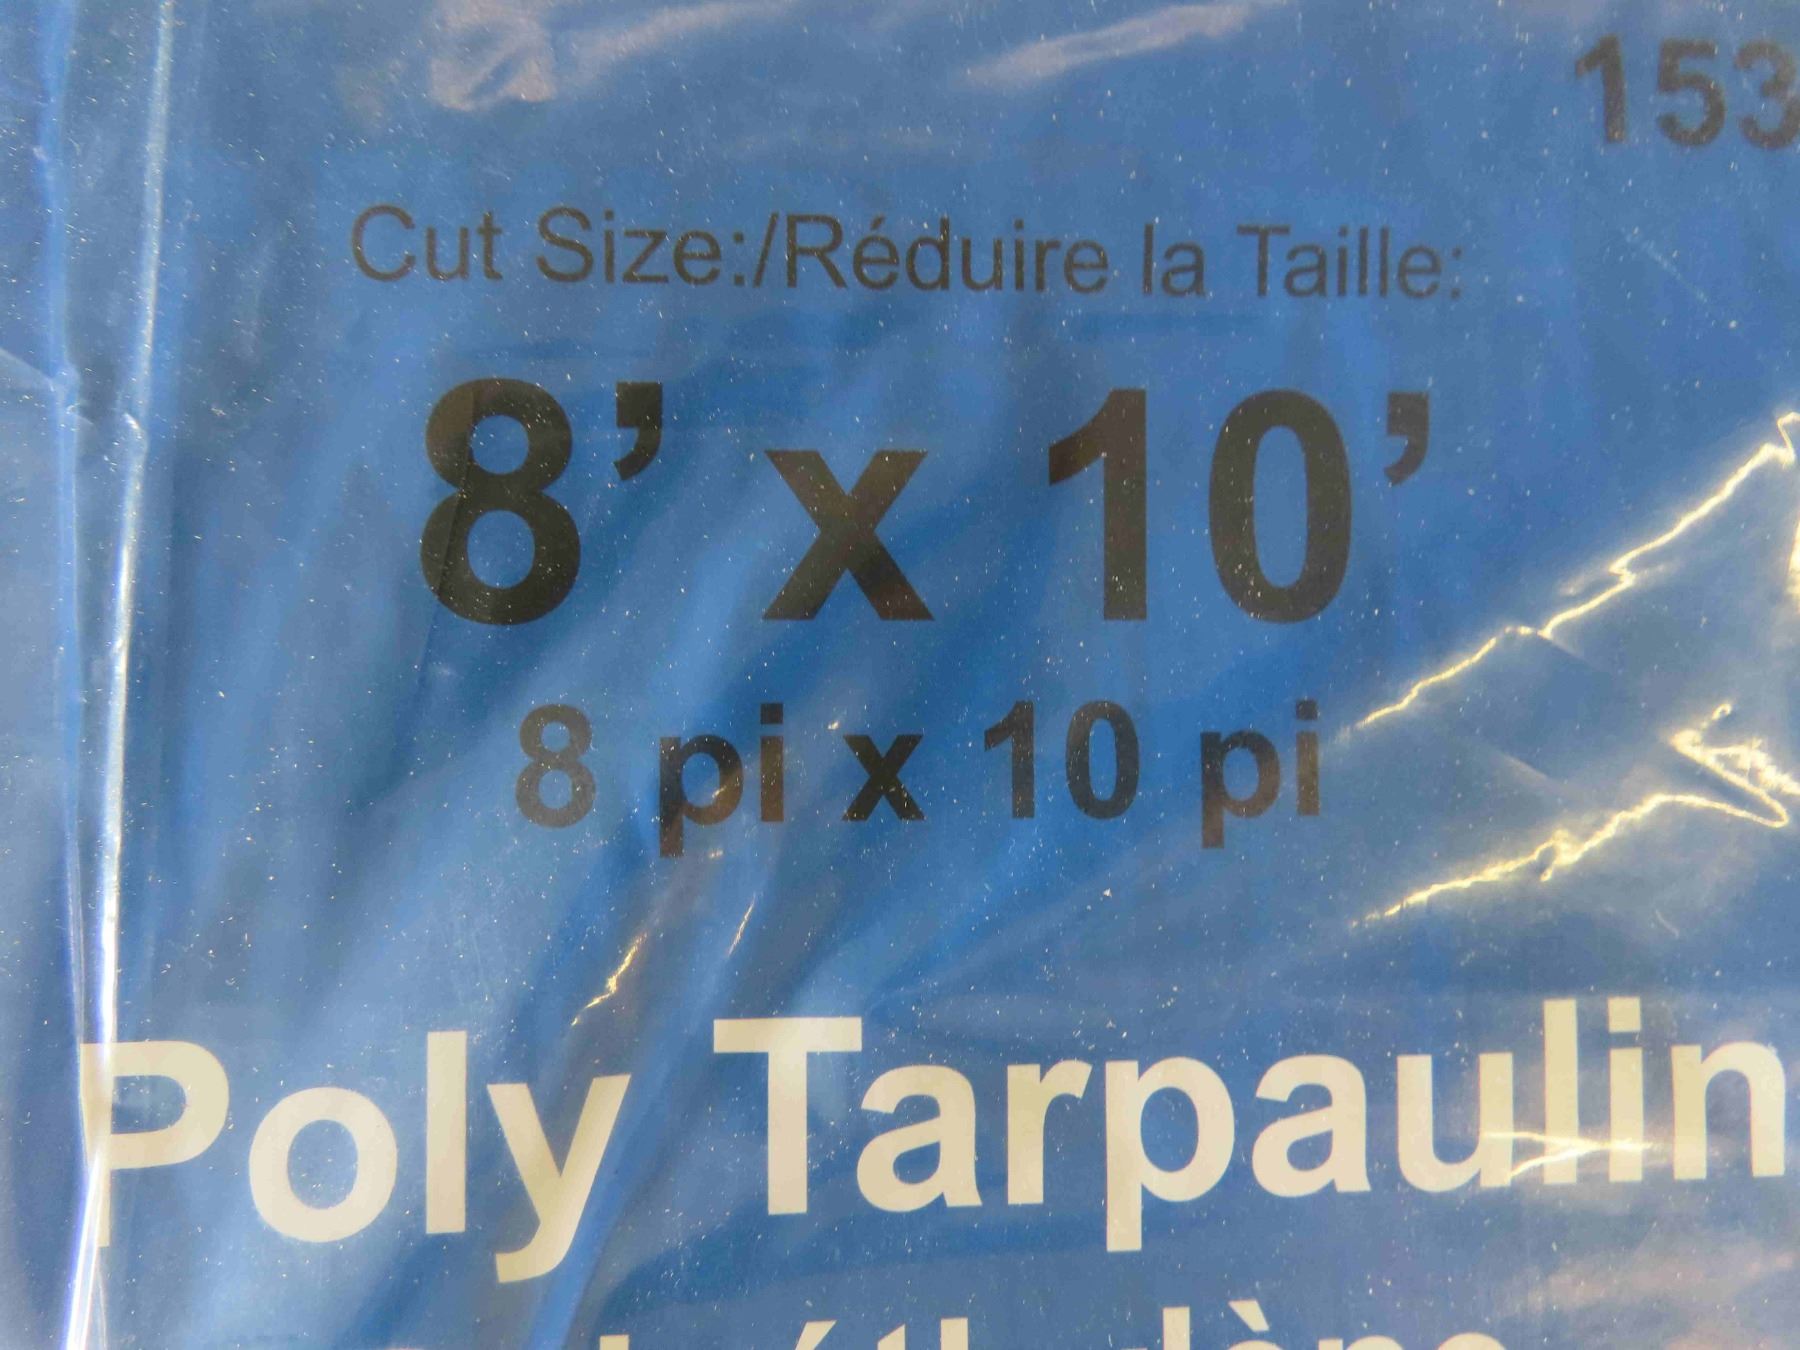 153
Cut Size:/Réduire la Taille:
8’ x 10’
8 pi x 10 pi
Poly Tarpaulin